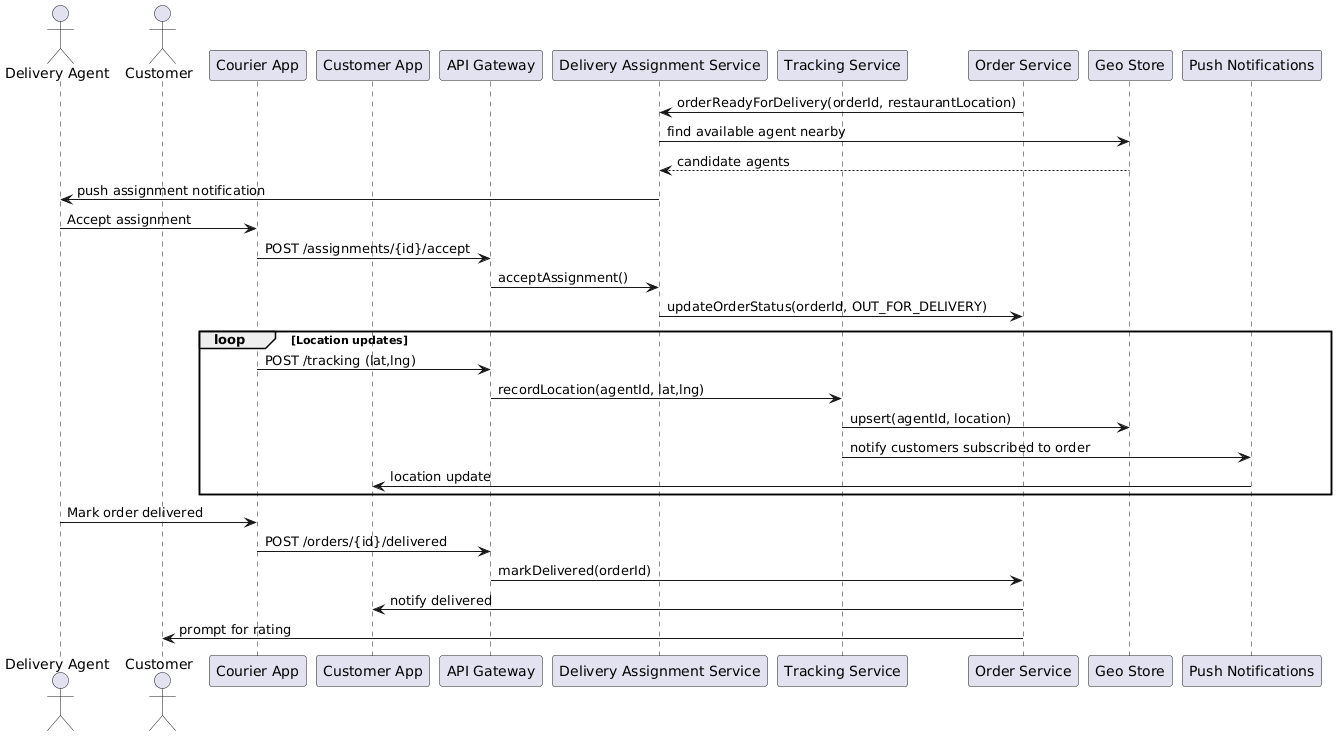 Delivery Agent
Customer
Courier App
Customer App
API Gateway
Delivery Assignment Service
Tracking Service
Order Service
Geo Store
Push Notifications
orderReadyForDelivery(orderId, restaurantLocation)
find available agent nearby
candidate agents
push assignment notification
Accept assignment
POST /assignments/{id}/accept
acceptAssignment()
updateOrderStatus(orderId, OUT_FOR_DELIVERY)
loop
[Location updates]
POST /tracking (lat,lng)
recordLocation(agentId, lat,lng)
upsert(agentId, location)
notify customers subscribed to order
location update
Mark order delivered
POST /orders/{id}/delivered
markDelivered(orderId)
notify delivered
prompt for rating
Delivery Agent
Customer
Courier App
Customer App
API Gateway
Delivery Assignment Service
Tracking Service
Order Service
Geo Store
Push Notifications